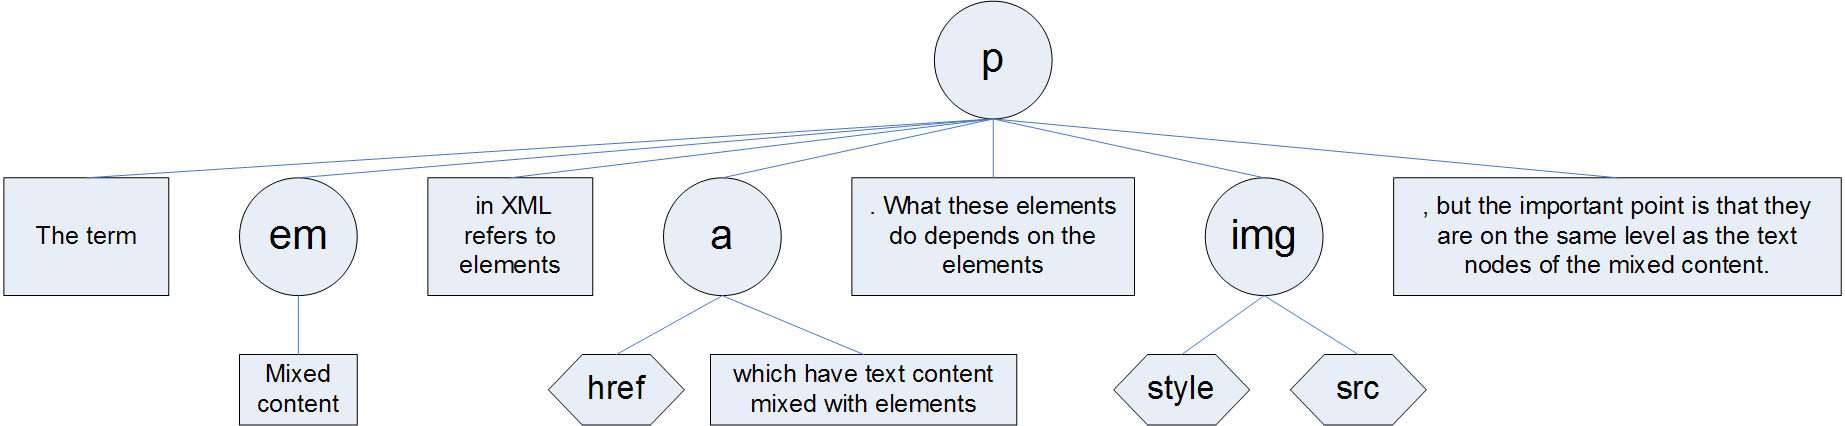 p
The term
em
in XML
refers to
elements
a
. What these elements
do depends on the
elements
img
, but the important point is that they
are on the same level as the text
nodes of the mixed content.
Mixed
content
href
which have text content
mixed with elements
style
src